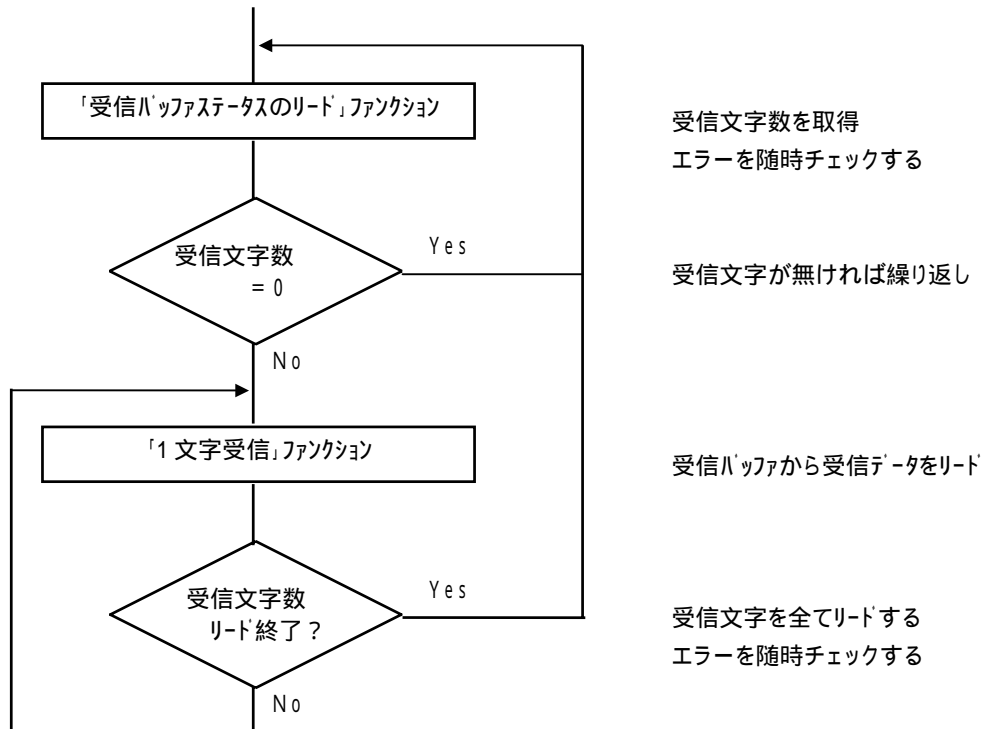 「受信ﾊﾞｯﾌｧｽﾃｰﾀｽのﾘｰﾄﾞ」ﾌｧﾝｸｼｮﾝ
受信文字数を取得
エラーを随時チェックする
受信文字数
= 0
Yes
受信文字が無ければ繰り返し
No
「1 文字受信」ﾌｧﾝｸｼｮﾝ
受信ﾊﾞｯﾌｧから受信ﾃﾞｰﾀをﾘｰﾄﾞ
受信文字数
ﾘｰﾄﾞ終了？
Yes
受信文字を全てﾘｰﾄﾞする
エラーを随時チェックする
No